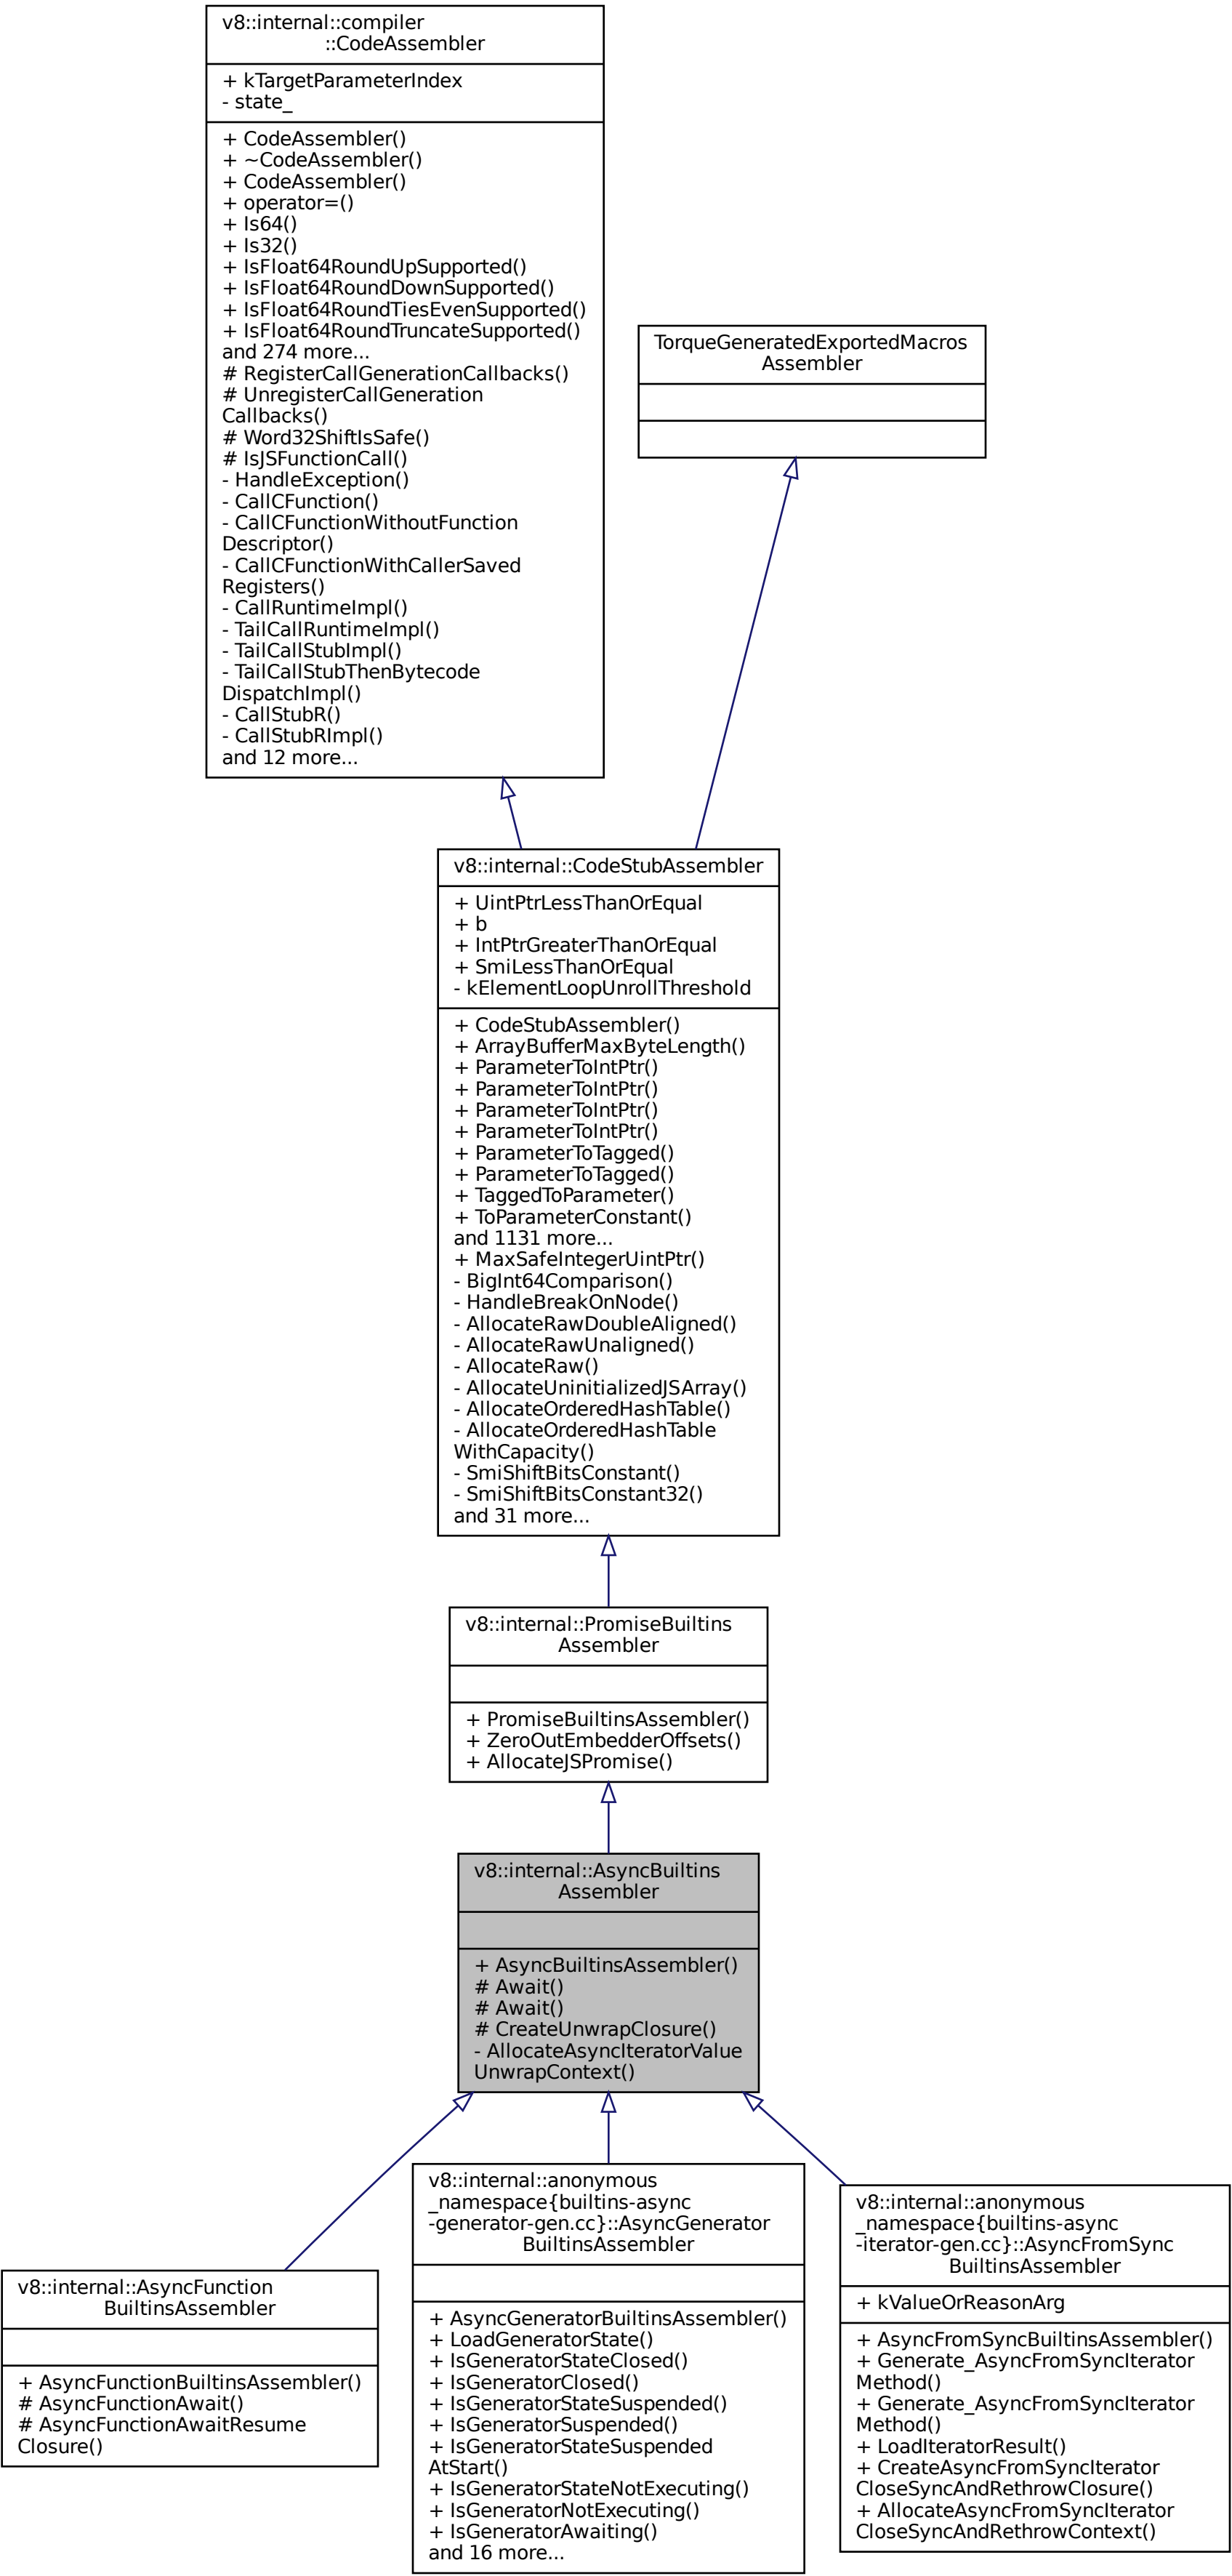 v8::internal::compiler
::CodeAssembler
+ kTargetParameterIndex
- state_
+ CodeAssembler()
+ ~CodeAssembler()
+ CodeAssembler()
+ operator=()
+ Is64()
+ Is32()
+ IsFloat64RoundUpSupported()
+ IsFloat64RoundDownSupported()
+ IsFloat64RoundTiesEvenSupported()
+ IsFloat64RoundTruncateSupported()
and 274 more...
# RegisterCallGenerationCallbacks()
# UnregisterCallGeneration
Callbacks()
# Word32ShiftIsSafe()
# IsJSFunctionCall()
- HandleException()
- CallCFunction()
- CallCFunctionWithoutFunction
Descriptor()
- CallCFunctionWithCallerSaved
Registers()
- CallRuntimeImpl()
- TailCallRuntimeImpl()
- TailCallStubImpl()
- TailCallStubThenBytecode
DispatchImpl()
- CallStubR()
- CallStubRImpl()
and 12 more...
TorqueGeneratedExportedMacros
Assembler
v8::internal::CodeStubAssembler
+ UintPtrLessThanOrEqual
+ b
+ IntPtrGreaterThanOrEqual
+ SmiLessThanOrEqual
- kElementLoopUnrollThreshold
+ CodeStubAssembler()
+ ArrayBufferMaxByteLength()
+ ParameterToIntPtr()
+ ParameterToIntPtr()
+ ParameterToIntPtr()
+ ParameterToIntPtr()
+ ParameterToTagged()
+ ParameterToTagged()
+ TaggedToParameter()
+ ToParameterConstant()
and 1131 more...
+ MaxSafeIntegerUintPtr()
- BigInt64Comparison()
- HandleBreakOnNode()
- AllocateRawDoubleAligned()
- AllocateRawUnaligned()
- AllocateRaw()
- AllocateUninitializedJSArray()
- AllocateOrderedHashTable()
- AllocateOrderedHashTable
WithCapacity()
- SmiShiftBitsConstant()
- SmiShiftBitsConstant32()
and 31 more...
v8::internal::PromiseBuiltins
Assembler
+ PromiseBuiltinsAssembler()
+ ZeroOutEmbedderOffsets()
+ AllocateJSPromise()
v8::internal::AsyncBuiltins
Assembler
+ AsyncBuiltinsAssembler()
# Await()
# Await()
# CreateUnwrapClosure()
- AllocateAsyncIteratorValue
UnwrapContext()
v8::internal::AsyncFunction
BuiltinsAssembler
+ AsyncFunctionBuiltinsAssembler()
# AsyncFunctionAwait()
# AsyncFunctionAwaitResume
Closure()
v8::internal::anonymous
_namespace{builtins-async
-generator-gen.cc}::AsyncGenerator
BuiltinsAssembler
+ AsyncGeneratorBuiltinsAssembler()
+ LoadGeneratorState()
+ IsGeneratorStateClosed()
+ IsGeneratorClosed()
+ IsGeneratorStateSuspended()
+ IsGeneratorSuspended()
+ IsGeneratorStateSuspended
AtStart()
+ IsGeneratorStateNotExecuting()
+ IsGeneratorNotExecuting()
+ IsGeneratorAwaiting()
and 16 more...
v8::internal::anonymous
_namespace{builtins-async
-iterator-gen.cc}::AsyncFromSync
BuiltinsAssembler
+ kValueOrReasonArg
+ AsyncFromSyncBuiltinsAssembler()
+ Generate_AsyncFromSyncIterator
Method()
+ Generate_AsyncFromSyncIterator
Method()
+ LoadIteratorResult()
+ CreateAsyncFromSyncIterator
CloseSyncAndRethrowClosure()
+ AllocateAsyncFromSyncIterator
CloseSyncAndRethrowContext()